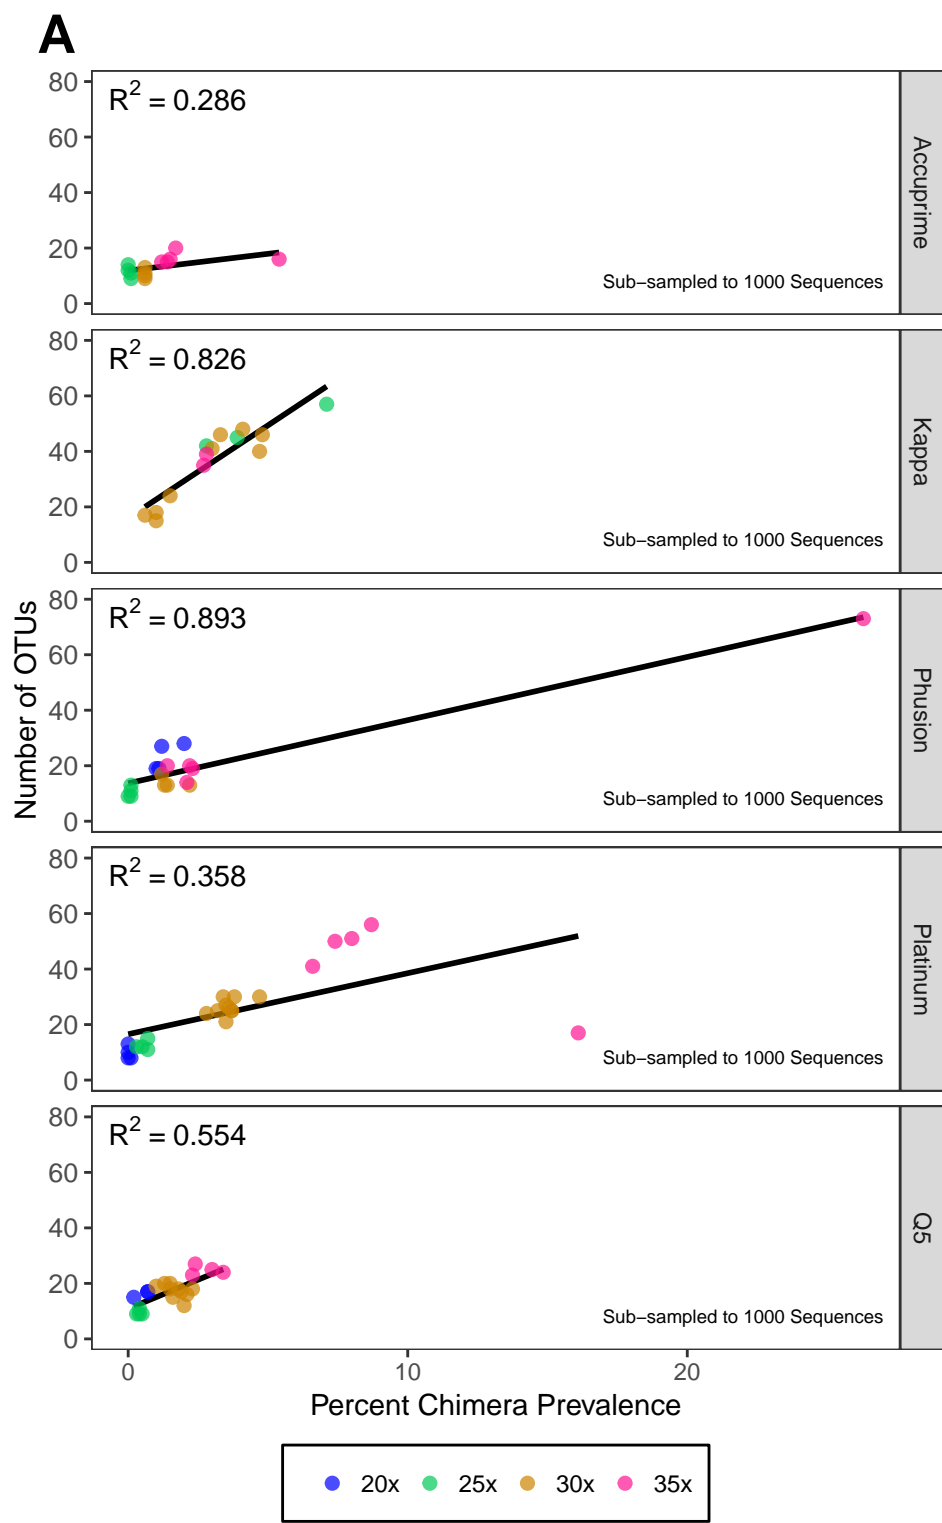 A
80
60
40
20
0
R² = 0.286
Sub−sampled to 1000 Sequences
Accuprime
80
60
40
20
0
R² = 0.826
Sub−sampled to 1000 Sequences
Kappa
Number of OTUs
80
60
40
20
0
R² = 0.893
Sub−sampled to 1000 Sequences
Phusion
80
60
40
20
0
R² = 0.358
Sub−sampled to 1000 Sequences
Platinum
80
60
40
20
0
R² = 0.554
Sub−sampled to 1000 Sequences
Q5
0 10 20
Percent Chimera Prevalence
20x 25x 30x 35x